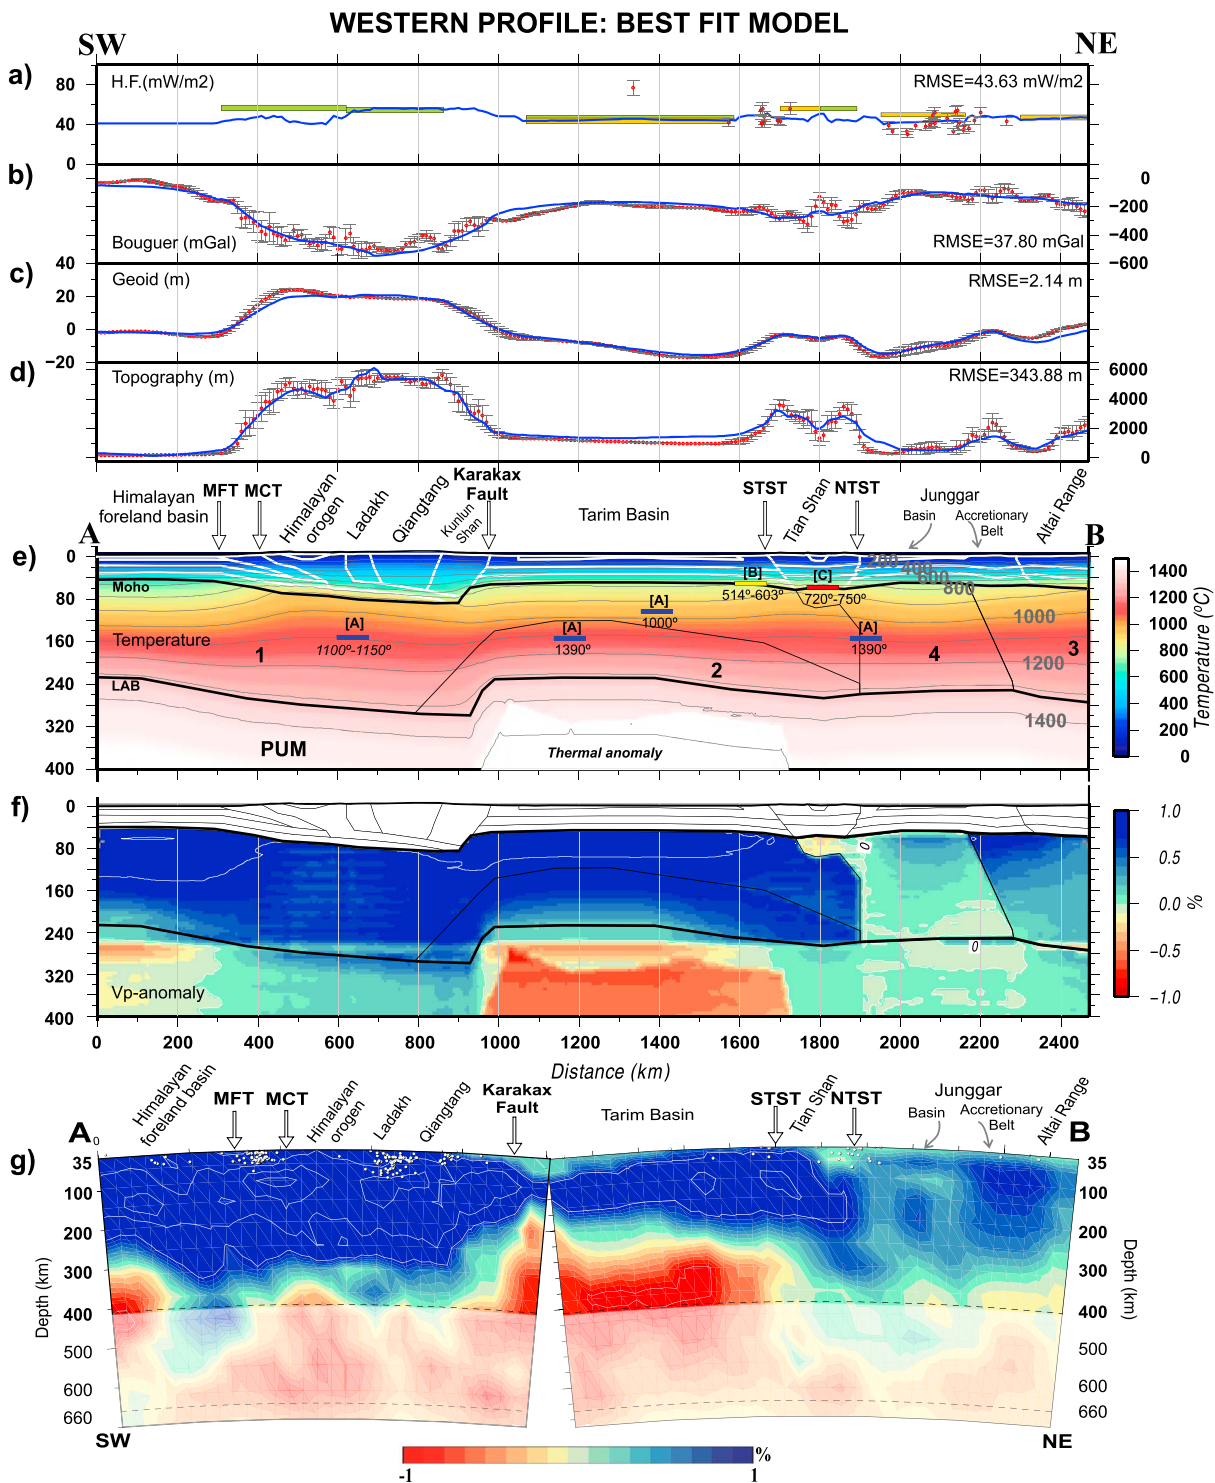 WESTERN PROFILE: BEST FIT MODEL
SW
NE
a)
H.F.(mW/m2)
RMSE=43.63 mW/m2
80
40
0
b)
Bouguer (mGal)
RMSE=37.80 mGal
0
−200
−400
−600
c)
Geoid (m)
RMSE=2.14 m
40
20
0
−20
d)
Topography (m)
RMSE=343.88 m
6000
4000
2000
0
Himalayan
foreland basin
MFT
MCT
Himalayan
orogen
Ladakh
Qiangtang
Kunlun
Shan
Karakax
Fault
Tarim Basin
STST
Tian Shan
NTST
Junggar
Basin
Accretionary
Belt
Altai Range
A
B
e)
0
80
160
240
320
400
Moho
Temperature
LAB
PUM
1
2
3
4
[A]
1100º-1150º
[A]
1390º
[A]
1000º
[B]
514º-603º
[C]
720º-750º
[A]
1390º
200
400
600
800
1000
1200
1400
Thermal anomaly
1400
1200
1000
800
600
400
200
0
Temperature (ºC)
f)
0
80
160
240
320
400
Vp-anomaly
0
0
1.0
0.5
0.0
−0.5
−1.0
%
0
200
400
600
800
1000
1200
1400
1600
1800
2000
2200
2400
Distance (km)
Himalayan
foreland basin
MFT
MCT
Himalayan
orogen
Ladakh
Qiangtang
Karakax
Fault
Tarim Basin
STST
Tian Shan
NTST
Junggar
Basin
Accretionary
Belt
Altai Range
A
B
g)
0
35
100
200
300
400
500
600
660
Depth (km)
35
100
200
300
400
500
600
660
Depth (km)
SW
NE
%
-1
1